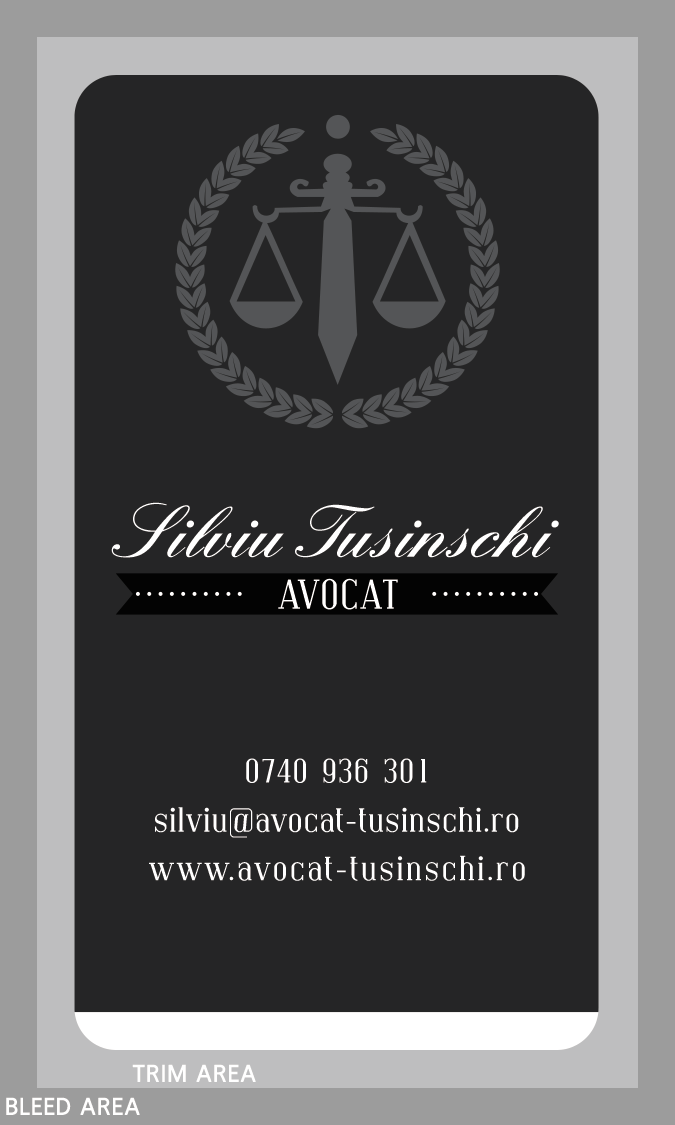 Silviu Tusinschi
AVOCAT
0740 936 301
silviu@avocat-tusinschi.ro
www.avocat-tusinschi.ro
TRIM AREA
BLEED AREA